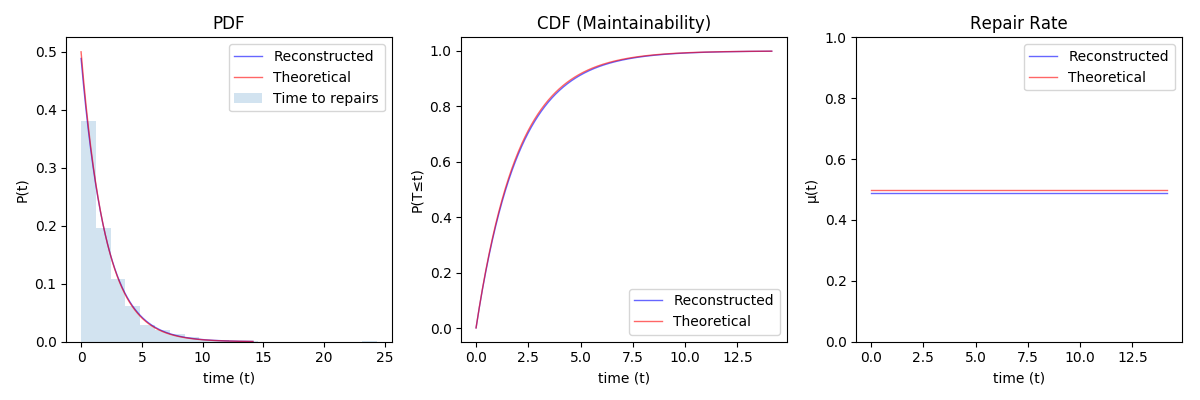 PDF
P(t)
0.5
0.4
0.3
0.2
0.1
0.0
Reconstructed
Theoretical
Time to repairs
0 5 10 15 20 25
time (t)
CDF (Maintainability)
P(T≤t)
1.0
0.8
0.6
0.4
0.2
0.0
Reconstructed
Theoretical
0.0 2.5 5.0 7.5 10.0 12.5
time (t)
Repair Rate
μ(t)
1.0
0.8
0.6
0.4
0.2
0.0
Reconstructed
Theoretical
0.0 2.5 5.0 7.5 10.0 12.5
time (t)